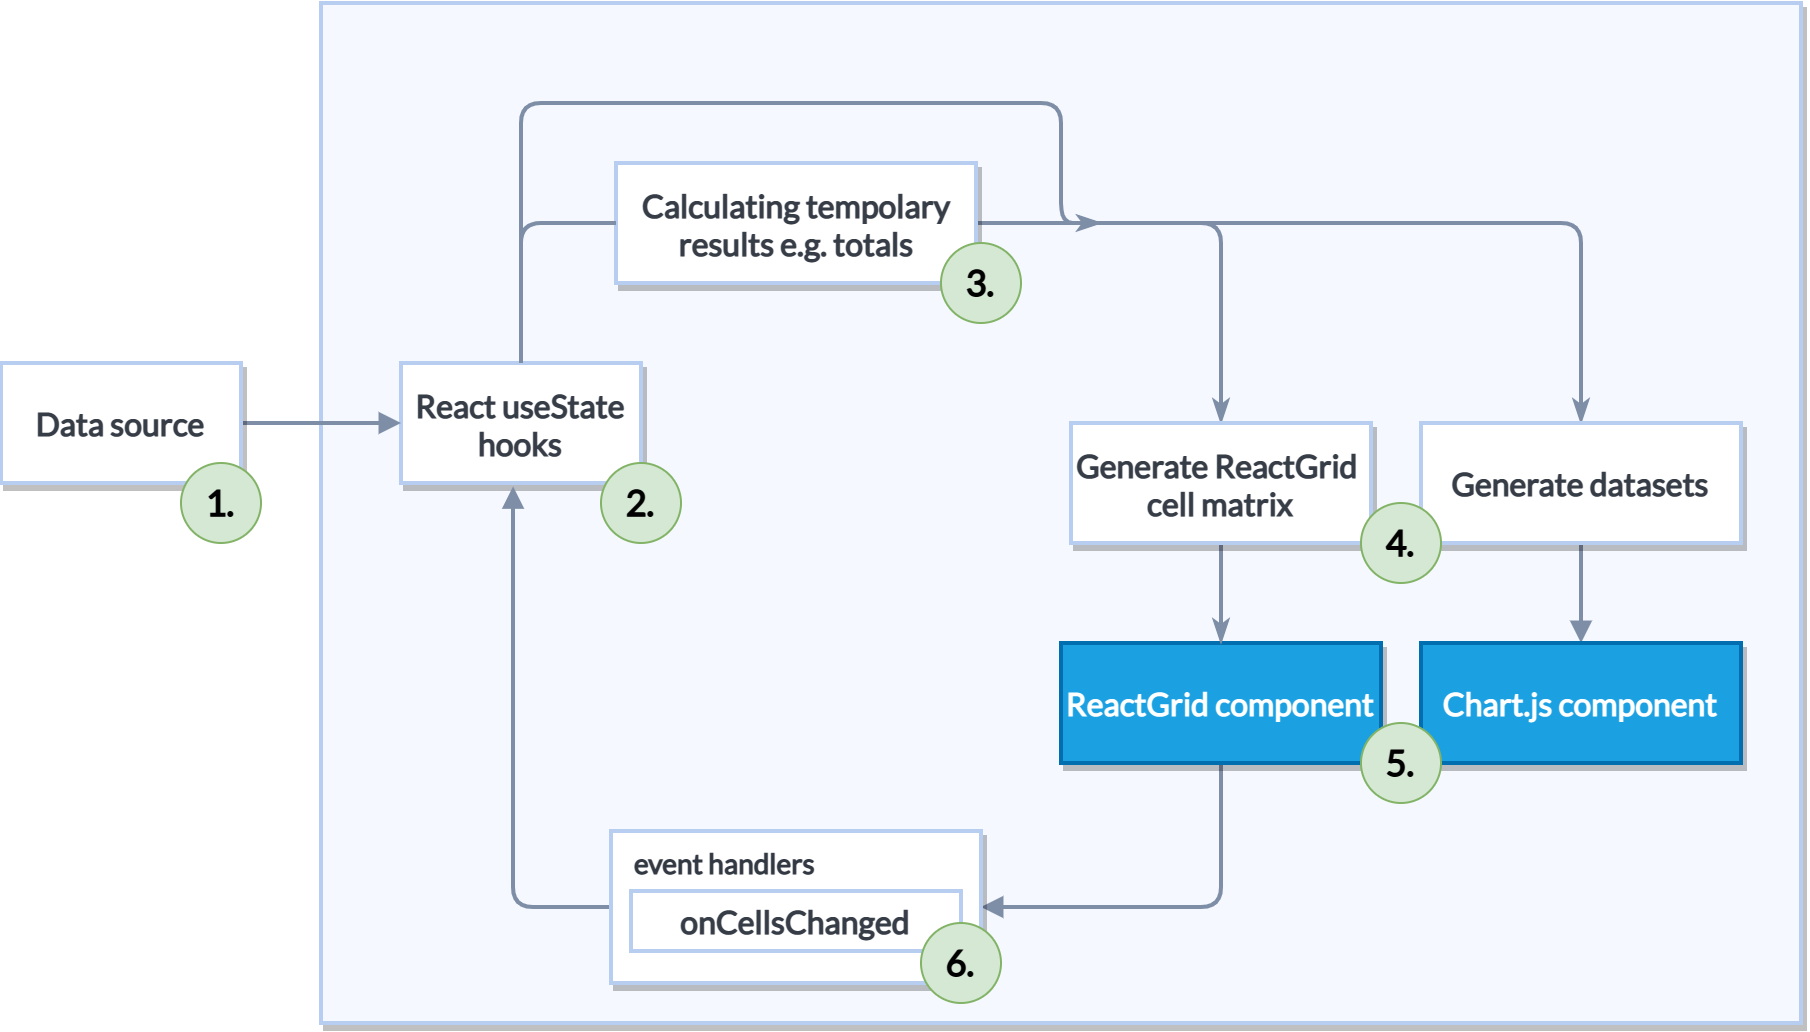 Calculating tempolary
results e.g. totals
3.
Data source
1.
React useState
hooks
2.
Generate ReactGrid
cell matrix
Generate datasets
4.
ReactGrid component
Chart.js component
5.
event handlers
onCellsChanged
6.